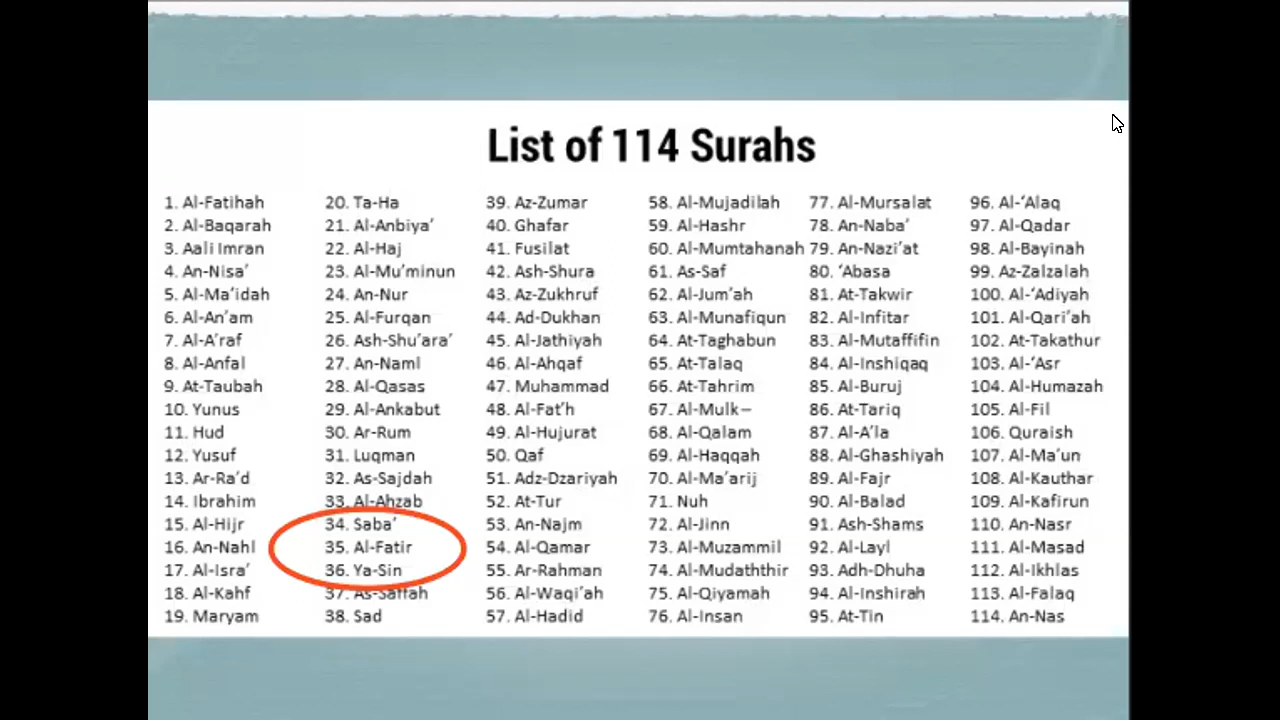 List of 114 Surahs
1. Al-Fatihah
2. Al-Baqarah
3. Aali Imran
4. An-Nisa’
5. Al-Ma’idah
6. Al-An’am
7. Al-A’raf
8. Al-Anfal
9. At-Taubah
10. Yunus
11. Hud
12. Yusuf
13. Ar-Ra’d
14. Ibrahim
15. Al-Hijr
16. An-Nahl
17. Al-Isra’
18. Al-Kahf
19. Maryam
20. Ta-Ha
21. Al-Anbiya’
22. Al-Haj
23. Al-Mu’minun
24. An-Nur
25. Al-Furqan
26. Ash-Shu’ara’
27. An-Naml
28. Al-Qasas
29. Al-Ankabut
30. Ar-Rum
31. Luqman
32. As-Sajdah
33. Al-Ahzab
34. Saba’
35. Al-Fatir
36. Ya-Sin
37. As-Saffah
38. Sad
39. Az-Zumar
40. Ghafar
41. Fusilat
42. Ash-Shura
43. Az-Zukhruf
44. Ad-Dukhan
45. Al-Jathiyah
46. Al-Ahqaf
47. Muhammad
48. Al-Fat’h
49. Al-Hujurat
50. Qaf
51. Adz-Dzariyah
52. At-Tur
53. An-Najm
54. Al-Qamar
55. Ar-Rahman
56. Al-Waqi’ah
57. Al-Hadid
58. Al-Mujadilah
59. Al-Hashr
60. Al-Mumtahanah
61. As-Saf
62. Al-Jum’ah
63. Al-Munafiqun
64. At-Taghabun
65. At-Talaq
66. At-Tahrim
67. Al-Mulk –
68. Al-Qalam
69. Al-Haqqah
70. Al-Ma’arij
71. Nuh
72. Al-Jinn
73. Al-Muzammil
74. Al-Mudaththir
75. Al-Qiyamah
76. Al-Insan
77. Al-Mursalat
78. An-Naba’
79. An-Nazi’at
80. ‘Abasa
81. At-Takwir
82. Al-Infitar
83. Al-Mutaffifin
84. Al-Inshiqaq
85. Al-Buruj
86. At-Tariq
87. Al-A’la
88. Al-Ghashiyah
89. Al-Fajr
90. Al-Balad
91. Ash-Shams
92. Al-Layl
93. Adh-Dhuha
94. Al-Inshirah
95. At-Tin
96. Al-‘Alaq
97. Al-Qadar
98. Al-Bayinah
99. Az-Zalzalah
100. Al-‘Adiyah
101. Al-Qari’ah
102. At-Takathur
103. Al-‘Asr
104. Al-Humazah
105. Al-Fil
106. Quraish
107. Al-Ma’un
108. Al-Kauthar
109. Al-Kafirun
110. An-Nasr
111. Al-Masad
112. Al-Ikhlas
113. Al-Falaq
114. An-Nas